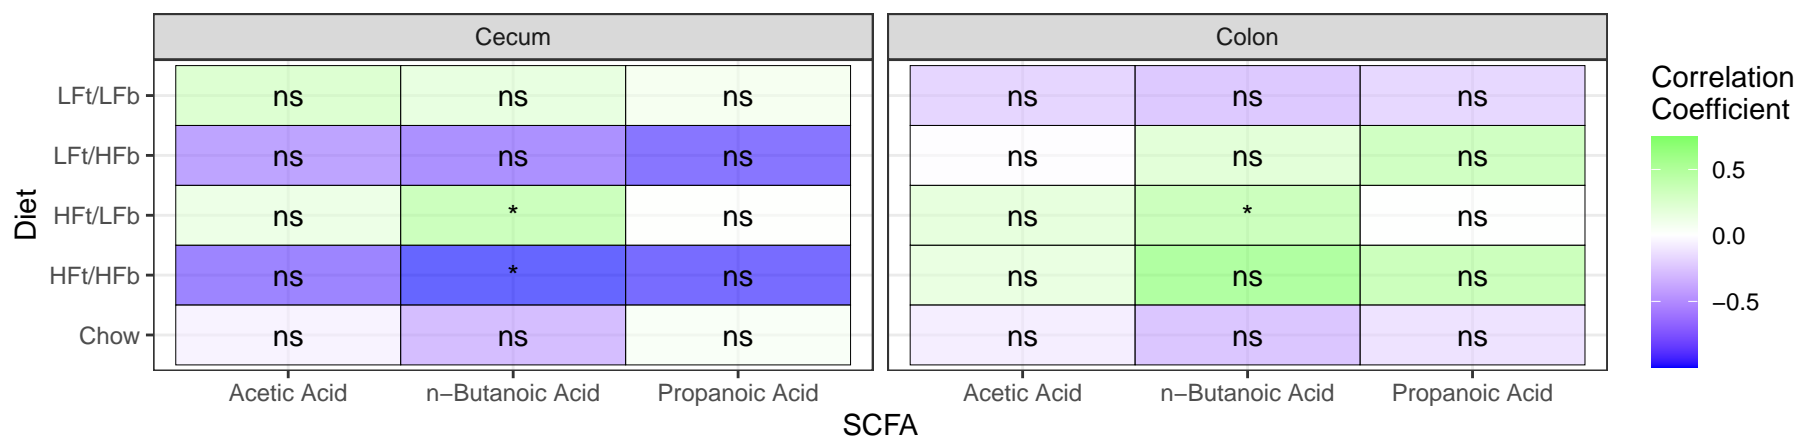 Cecum Colon
Correlation
Coefficient
0.5
0.0
−0.5
Diet
LFt/LFb ns ns ns ns ns ns
LFt/HFb ns ns ns ns ns ns
HFt/LFb ns * ns ns * ns
HFt/HFb ns * ns ns ns ns
Chow ns ns ns ns ns ns
Acetic Acid n−Butanoic Acid Propanoic Acid Acetic Acid n−Butanoic Acid Propanoic Acid
SCFA